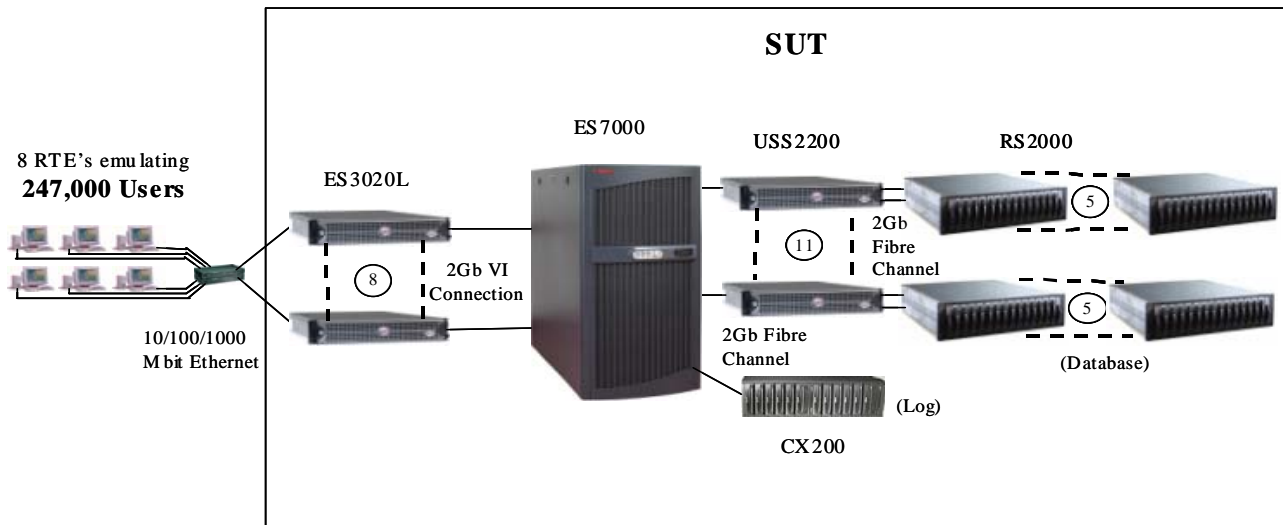 SUT
8 RTE's emulating
247,000 Users
ES3020L
ES7000
USS2200
RS2000
8
2Gb VI
Connection
11
2Gb
Fibre
Channel
5
5
10/100/1000
Mbit Ethernet
2Gb Fibre
Channel
(Database)
(Log)
CX200